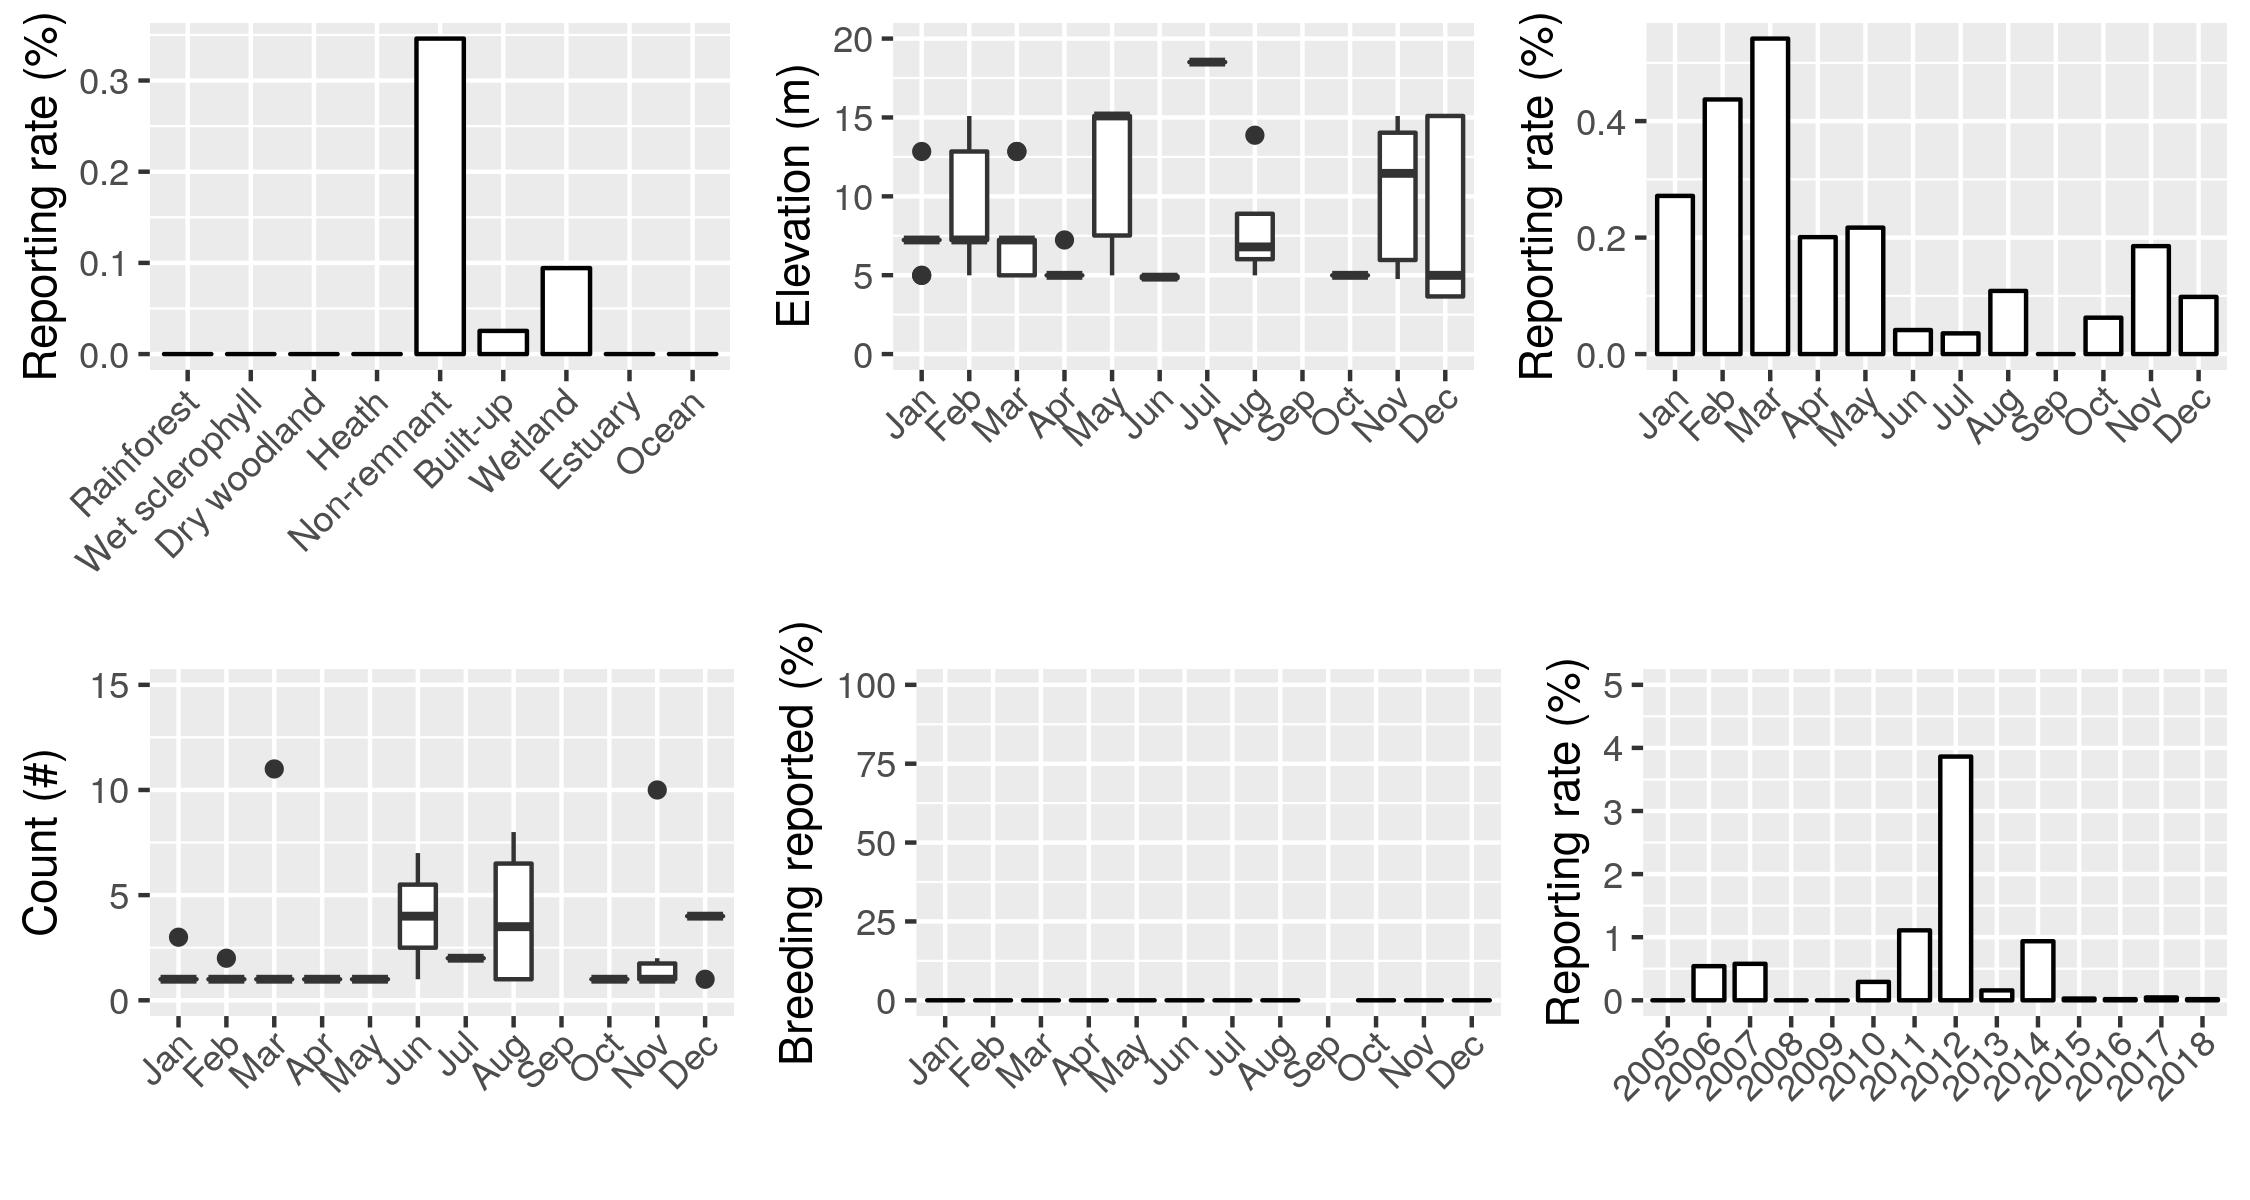 Reporting rate (%)
0.3
0.2
0.1
0.0
Rainforest
Wet sclerophyll
Dry woodland
Heath
Non-remnant
Built-up
Wetland
Estuary
Ocean
Elevation (m)
20
15
10
5
0
Jan
Feb
Mar
Apr
May
Jun
Jul
Aug
Sep
Oct
Nov
Dec
Reporting rate (%)
0.4
0.2
0.0
Jan
Feb
Mar
Apr
May
Jun
Jul
Aug
Sep
Oct
Nov
Dec
Count (#)
15
10
5
0
Jan
Feb
Mar
Apr
May
Jun
Jul
Aug
Sep
Oct
Nov
Dec
Breeding reported (%)
100
75
50
25
0
Jan
Feb
Mar
Apr
May
Jun
Jul
Aug
Sep
Oct
Nov
Dec
Reporting rate (%)
5
4
3
2
1
0
2005
2006
2007
2008
2009
2010
2011
2012
2013
2014
2015
2016
2017
2018